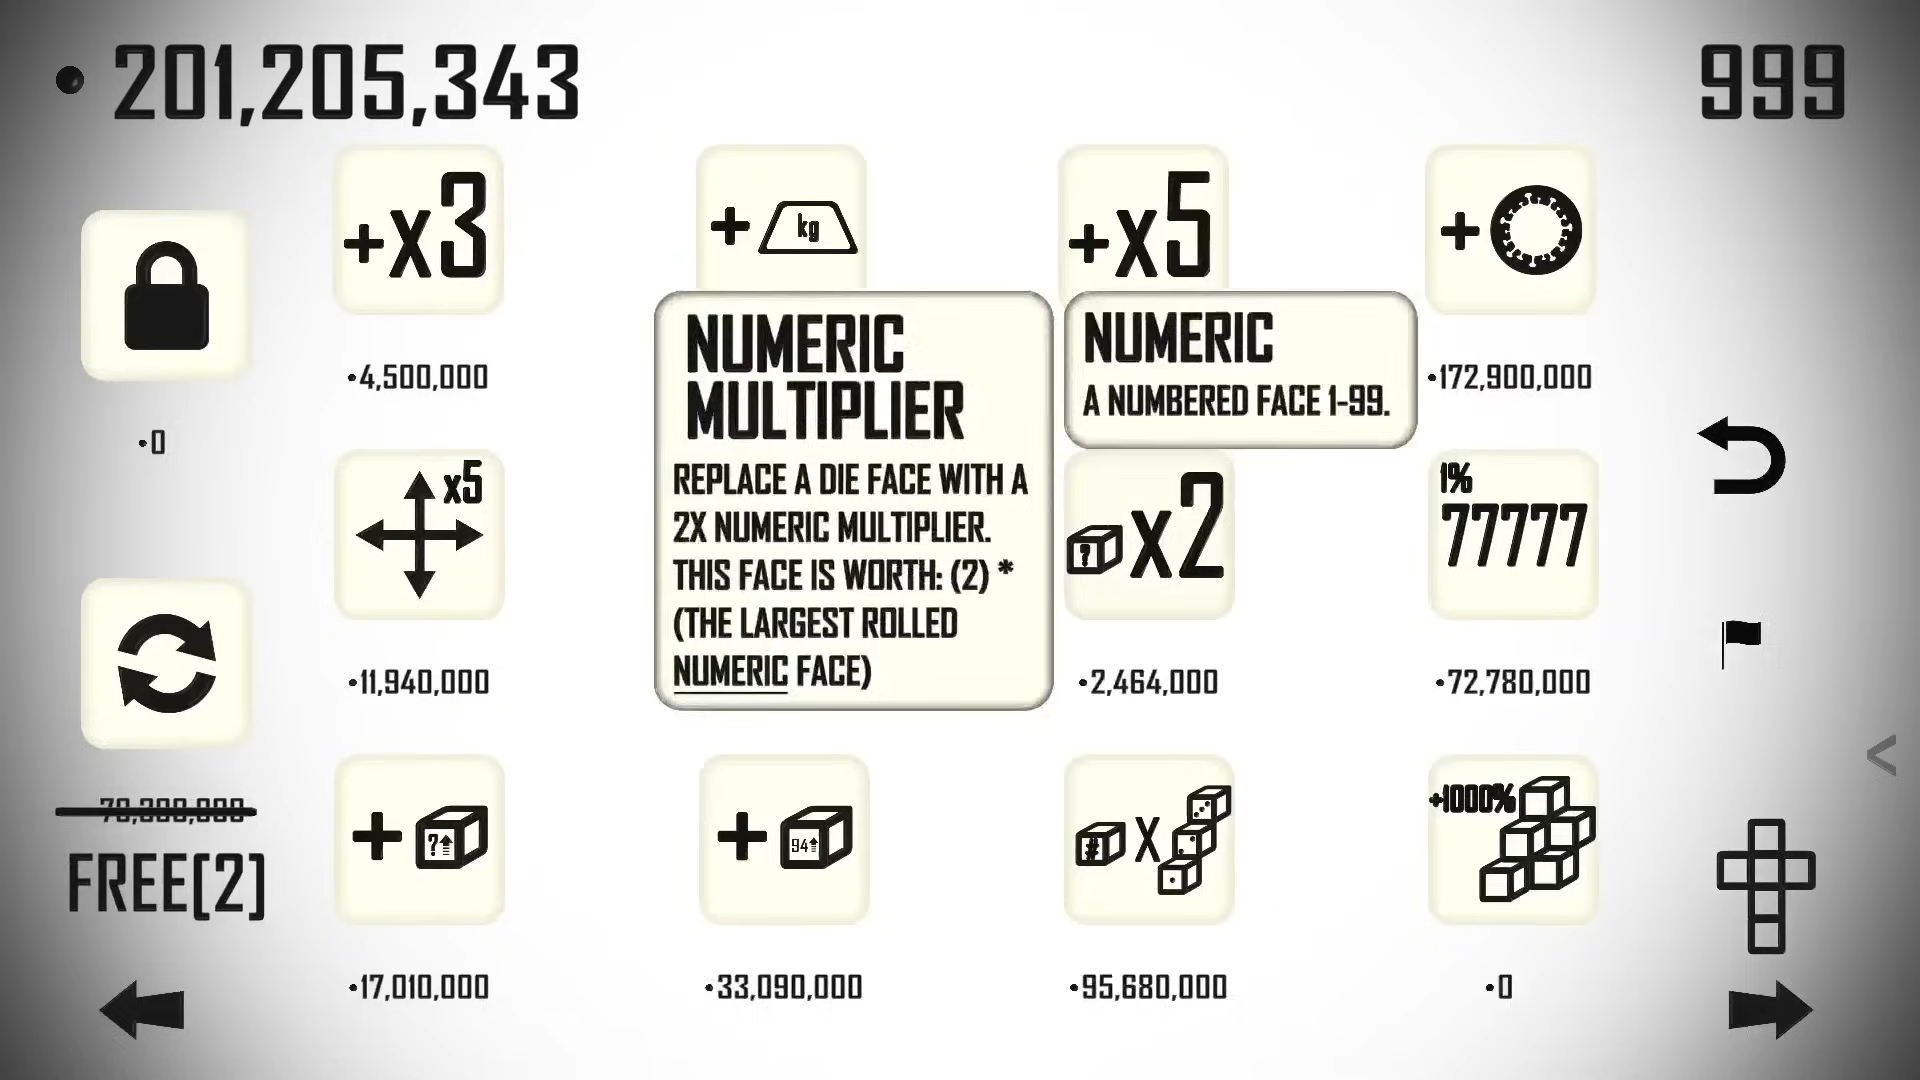 201,205,343
999
+x3
+ kg
+x5
+
4,500,000
172,900,000
0
NUMERIC
MULTIPLIER
REPLACE A DIE FACE WITH A
2X NUMERIC MULTIPLIER.
THIS FACE IS WORTH: (2) *
(THE LARGEST ROLLED
NUMERIC FACE)
NUMERIC
A NUMBERED FACE 1-99.
x5
? x2
1%
77777
11,940,000
2,464,000
72,780,000
70,300,000
FREE[2]
+ ?
+ 94
# X
+1000%
17,010,000
33,090,000
95,680,000
0
<